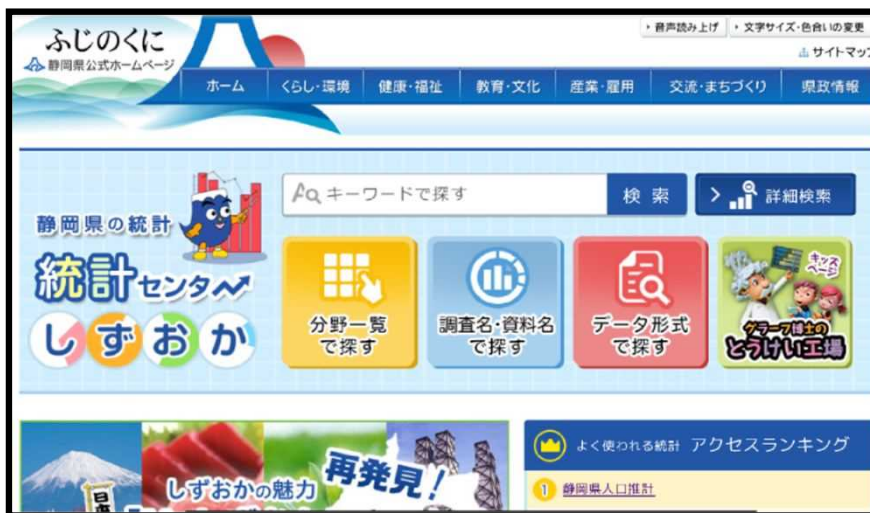 音声読み上げ
文字サイズ・色合いの変更
ふじのくに
静岡県公式ホームページ
サイトマップ
ホーム
くらし・環境
健康・福祉
教育・文化
産業・雇用
交流・まちづくり
県政情報
静岡県の統計
統計センター
しずおか
キーワードで探す
検索
詳細検索
分野一覧
で探す
調査名・資料名
で探す
データ形式
で探す
キッズ
ページ
グラーフ博士の
とうけい工場
しずおかの魅力
再発見!
日本
よく使われる統計 アクセスランキング
1 静岡県人口推計